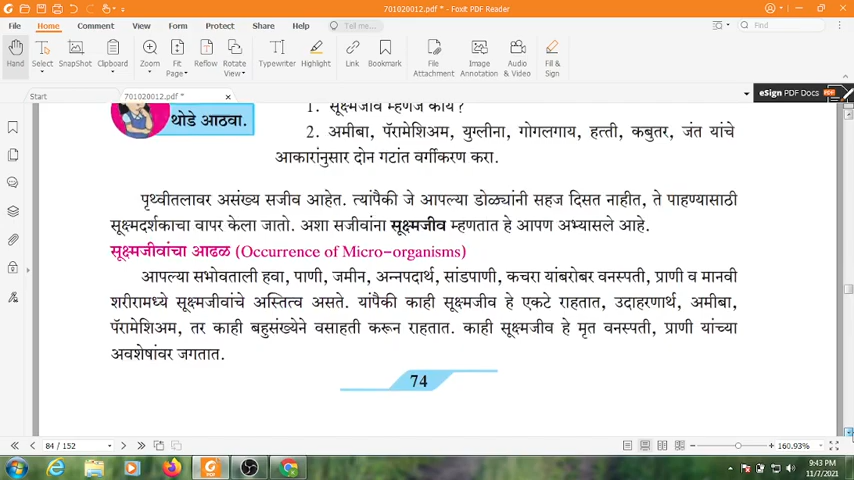 701020012.pdf * - Foxit PDF Reader
File Home Comment View Form Protect Share Help Tell me... Find
Hand Select SnapShot Clipboard Zoom Fit Page Reflow Rotate View Typewriter Highlight Link Bookmark File Attachment Image Annotation Audio & Video Fill & Sign
Start 701020012.pdf * eSign PDF Docs
थोडे आठवा.
1. सूक्ष्मजीव म्हणजे काय?
2. अमीबा, पॅरामेशिअम, युग्लीना, गोगलगाय, हत्ती, कबुतर, जंत यांचे
आकारांनुसार दोन गटांत वर्गीकरण करा.
पृथ्वीतलावर असंख्य सजीव आहेत. त्यांपैकी जे आपल्या डोळ्यांनी सहज दिसत नाहीत, ते पाहण्यासाठी
सूक्ष्मदर्शकाचा वापर केला जातो. अशा सजीवांना सूक्ष्मजीव म्हणतात हे आपण अभ्यासले आहे.
सूक्ष्मजीवांचा आढळ (Occurrence of Micro-organisms)
आपल्या सभोवताली हवा, पाणी, जमीन, अन्नपदार्थ, सांडपाणी, कचरा यांबरोबर वनस्पती, प्राणी व मानवी
शरीरामध्ये सूक्ष्मजीवांचे अस्तित्व असते. यांपैकी काही सूक्ष्मजीव हे एकटे राहतात, उदाहरणार्थ, अमीबा,
पॅरामेशिअम, तर काही बहुसंख्येने वसाहती करून राहतात. काही सूक्ष्मजीव हे मृत वनस्पती, प्राणी यांच्या
अवशेषांवर जगतात.
74
84 / 152 160.93%
9:43 PM
11/7/2021